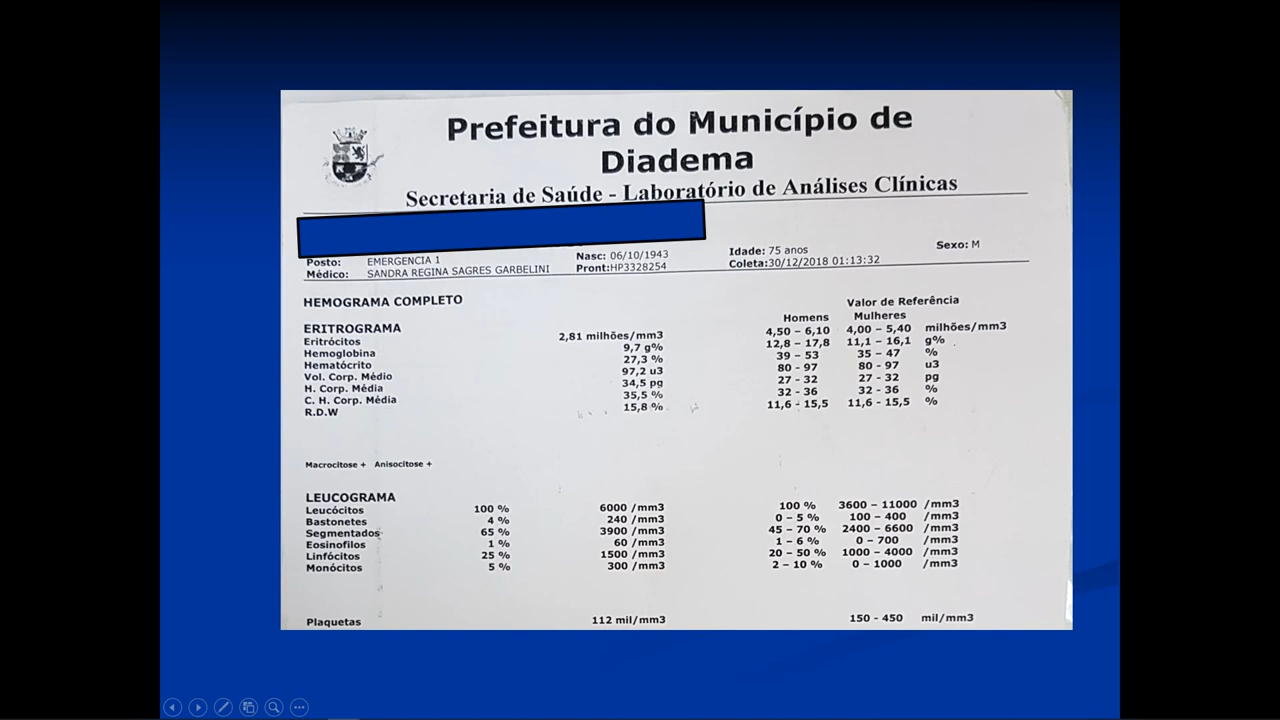 Prefeitura do Município de
Diadema
Secretaria de Saúde - Laboratório de Análises Clínicas
Posto: EMERGENCIA 1 Nasc: 06/10/1943 Idade: 75 anos Sexo: M
Médico: SANDRA REGINA SAGRES GARBELINI Pront:HP3328254 Coleta:30/12/2018 01:13:32
HEMOGRAMA COMPLETO Valor de Referência
Homens Mulheres
ERITROGRAMA
Eritrócitos 2,81 milhões/mm3 4,50 – 6,10 4,00 – 5,40 milhões/mm3
Hemoglobina 9,7 g% 12,8 - 17,8 11,1 – 16,1 g%
Hematócrito 27,3 % 39 – 53 35 – 47 %
Vol. Corp. Médio 97,2 u3 80 - 97 80 - 97 u3
H. Corp. Média 34,5 pg 27 - 32 27 - 32 pg
C. H. Corp. Média 35,5 % 32 - 36 32 - 36 %
R.D.W 15,8 % 11,6 - 15,5 11,6 - 15,5 %
Macrocitose + Anisocitose +
LEUCOGRAMA
Leucócitos 100 % 6000 /mm3 100 % 3600 – 11000 /mm3
Bastonetes 4 % 240 /mm3 0 – 5 % 100 – 400 /mm3
Segmentados 65 % 3900 /mm3 45 – 70 % 2400 – 6600 /mm3
Eosinofilos 1 % 60 /mm3 1 – 6 % 0 – 700 /mm3
Linfócitos 25 % 1500 /mm3 20 – 50 % 1000 – 4000 /mm3
Monócitos 5 % 300 /mm3 2 – 10 % 0 – 1000 /mm3
Plaquetas 112 mil/mm3 150 - 450 mil/mm3